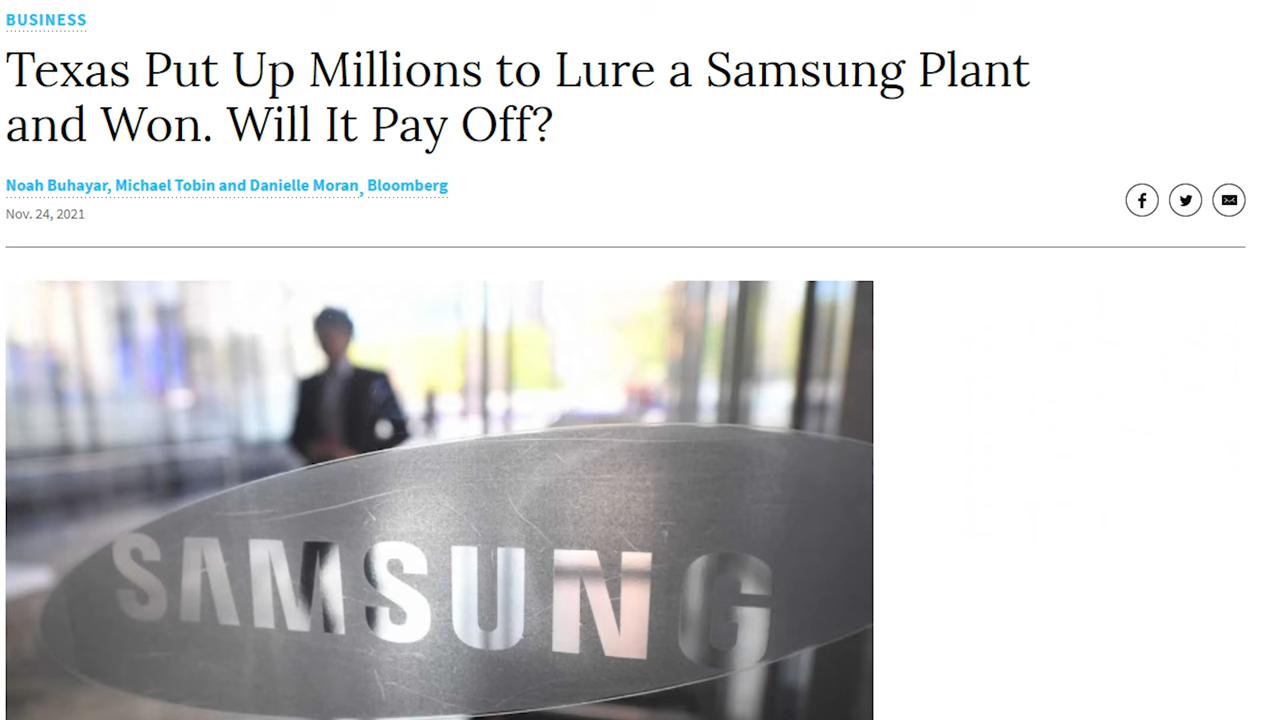 BUSINESS
Texas Put Up Millions to Lure a Samsung Plant
and Won. Will It Pay Off?
Noah Buhayar, Michael Tobin and Danielle Moran, Bloomberg
Nov. 24, 2021
SAMSUNG